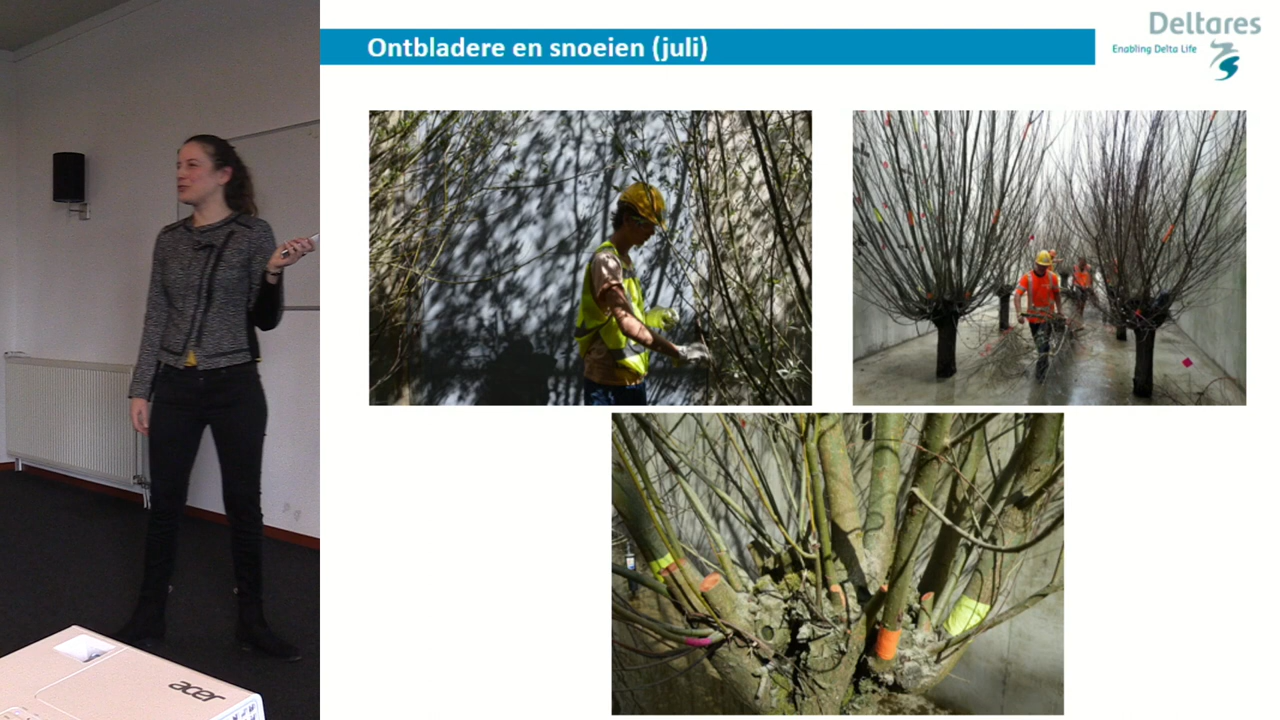 Ontbladere en snoeien (juli)
Deltares
Enabling Delta Life
acer